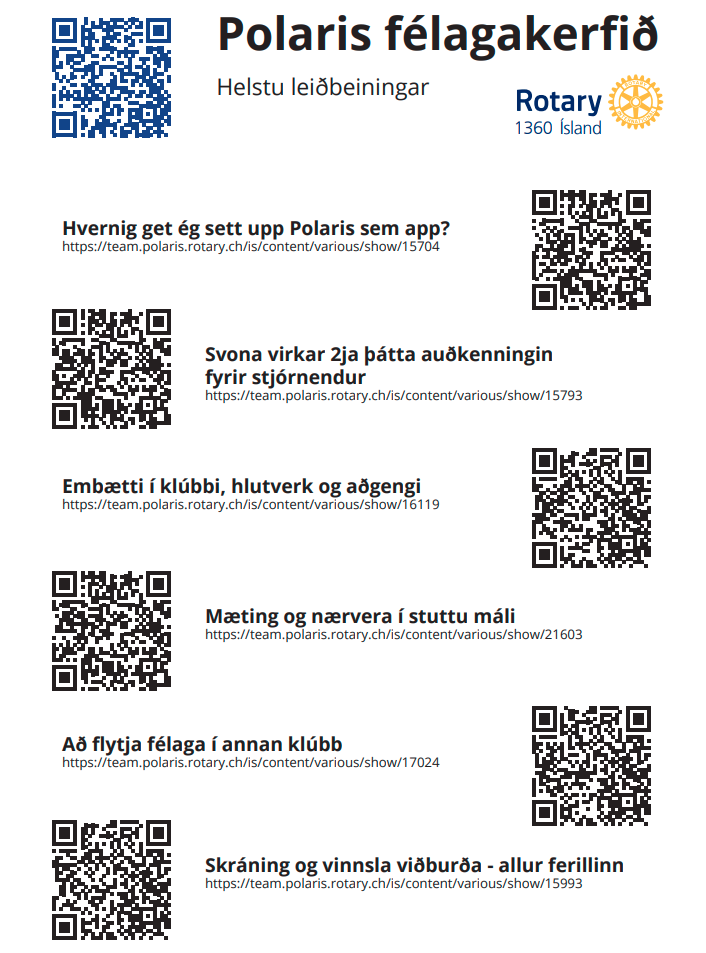 Polaris félagakerfið
Helstu leiðbeiningar
Rotary
1360 Ísland
Hvernig get ég sett upp Polaris sem app?
https://team.polaris.rotary.ch/is/content/various/show/15704
Svona virkar 2ja þátta auðkenningin
fyrir stjórnendur
https://team.polaris.rotary.ch/is/content/various/show/15793
Embætti í klúbbi, hlutverk og aðgengi
https://team.polaris.rotary.ch/is/content/various/show/16119
Mæting og nærvera í stuttu máli
https://team.polaris.rotary.ch/is/content/various/show/21603
Að flytja félaga í annan klúbb
https://team.polaris.rotary.ch/is/content/various/show/17024
Skráning og vinnsla viðburða - allur ferillinn
https://team.polaris.rotary.ch/is/content/various/show/15993